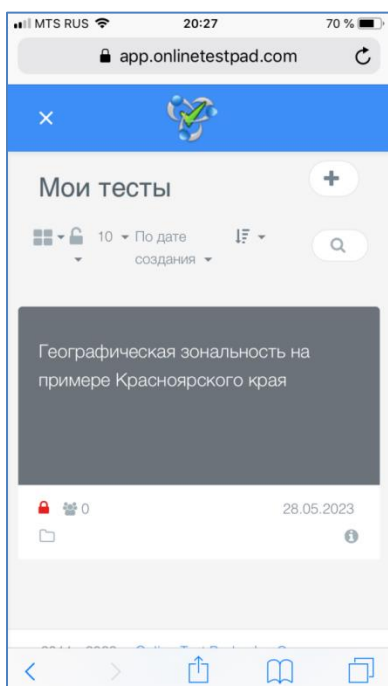 MTS RUS 20:27 70 %
app.onlinetestpad.com
Мои тесты
10 По дате
создания
Географическая зональность на
примере Красноярского края
0 28.05.2023